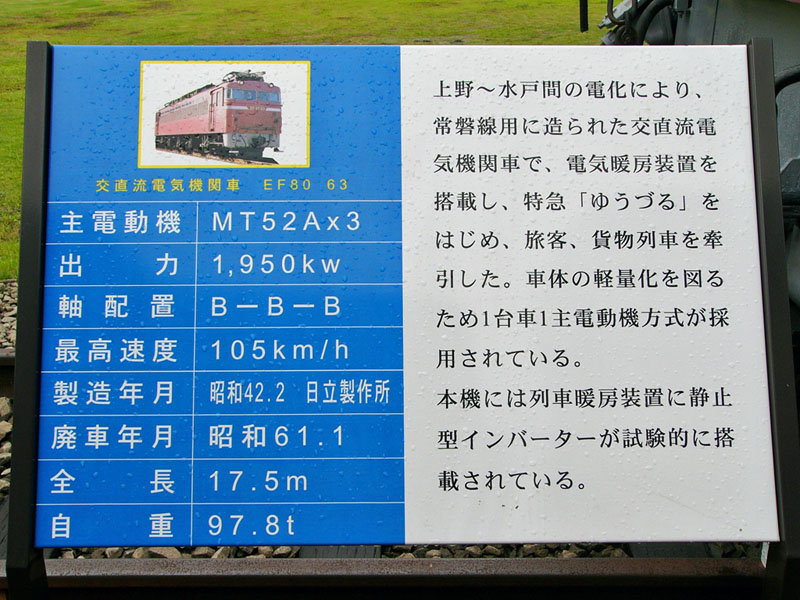 交直流電気機関車 EF80 63
主電動機 MT52Ax3
出力 1,950kw
軸配置 B－B－B
最高速度 105km/h
製造年月 昭和42.2 日立製作所
廃車年月 昭和61.1
全長 17.5m
自重 97.8t
上野～水戸間の電化により、
常磐線用に造られた交直流電
気機関車で、電気暖房装置を
搭載し、特急「ゆうづる」を
はじめ、旅客、貨物列車を牽
引した。車体の軽量化を図る
ため1台車1主電動機方式が採
用されている。
本機には列車暖房装置に静止
型インバーターが試験的に搭
載されている。